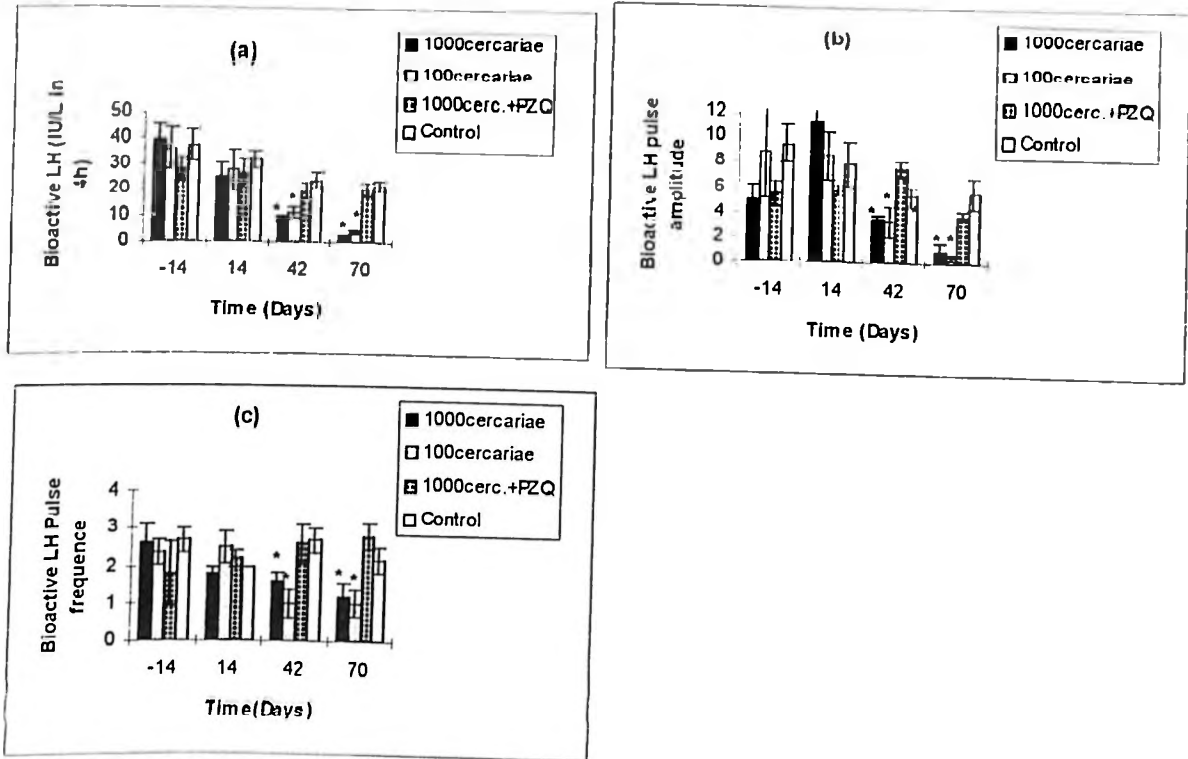 (a)
1000cercariae
100cercariae
1000cerc.+PZQ
Control
Bioactive LH (IU/L in
4h)
50
40
30
20
10
0
* * * *
-14 14 42 70
Time (Days)
(b)
1000cercariae
100cercariae
1000cerc.+PZQ
Control
Bioactive LH pulse
amplitude
12
10
8
6
4
2
0
* * * *
-14 14 42 70
Time (Days)
(c)
1000cercariae
100cercariae
1000cerc.+PZQ
Control
Bioactive LH Pulse
frequence
4
3
2
1
0
* * * *
-14 14 42 70
Time(Days)